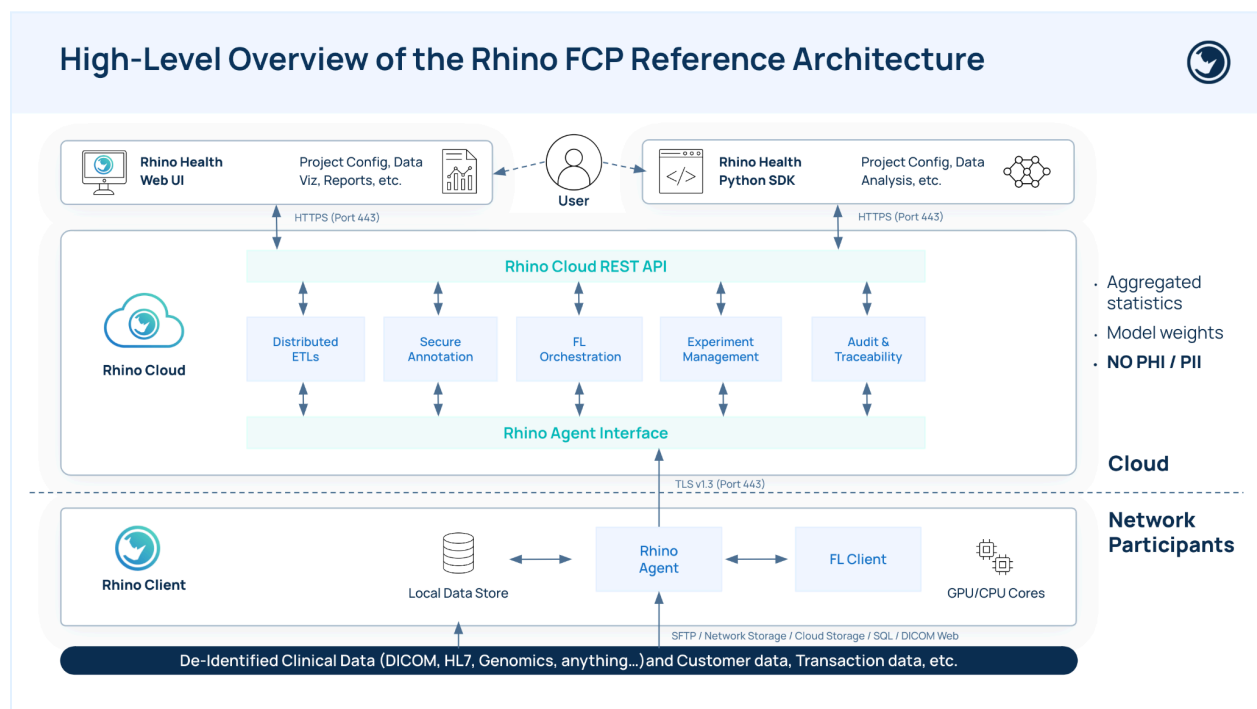 High-Level Overview of the Rhino FCP Reference Architecture
Rhino Health
Web UI
Project Config, Data
Viz, Reports, etc.
User
Rhino Health
Python SDK
Project Config, Data
Analysis, etc.
HTTPS (Port 443)
HTTPS (Port 443)
Rhino Cloud REST API
Rhino Cloud
Distributed
ETLs
Secure
Annotation
FL
Orchestration
Experiment
Management
Audit &
Traceability
Rhino Agent Interface
· Aggregated
statistics
· Model weights
· NO PHI / PII
Cloud
TLS v1.3 (Port 443)
Network
Participants
Rhino Client
Local Data Store
Rhino
Agent
FL Client
GPU/CPU Cores
SFTP / Network Storage / Cloud Storage / SQL / DICOM Web
De-Identified Clinical Data (DICOM, HL7, Genomics, anything...)and Customer data, Transaction data, etc.